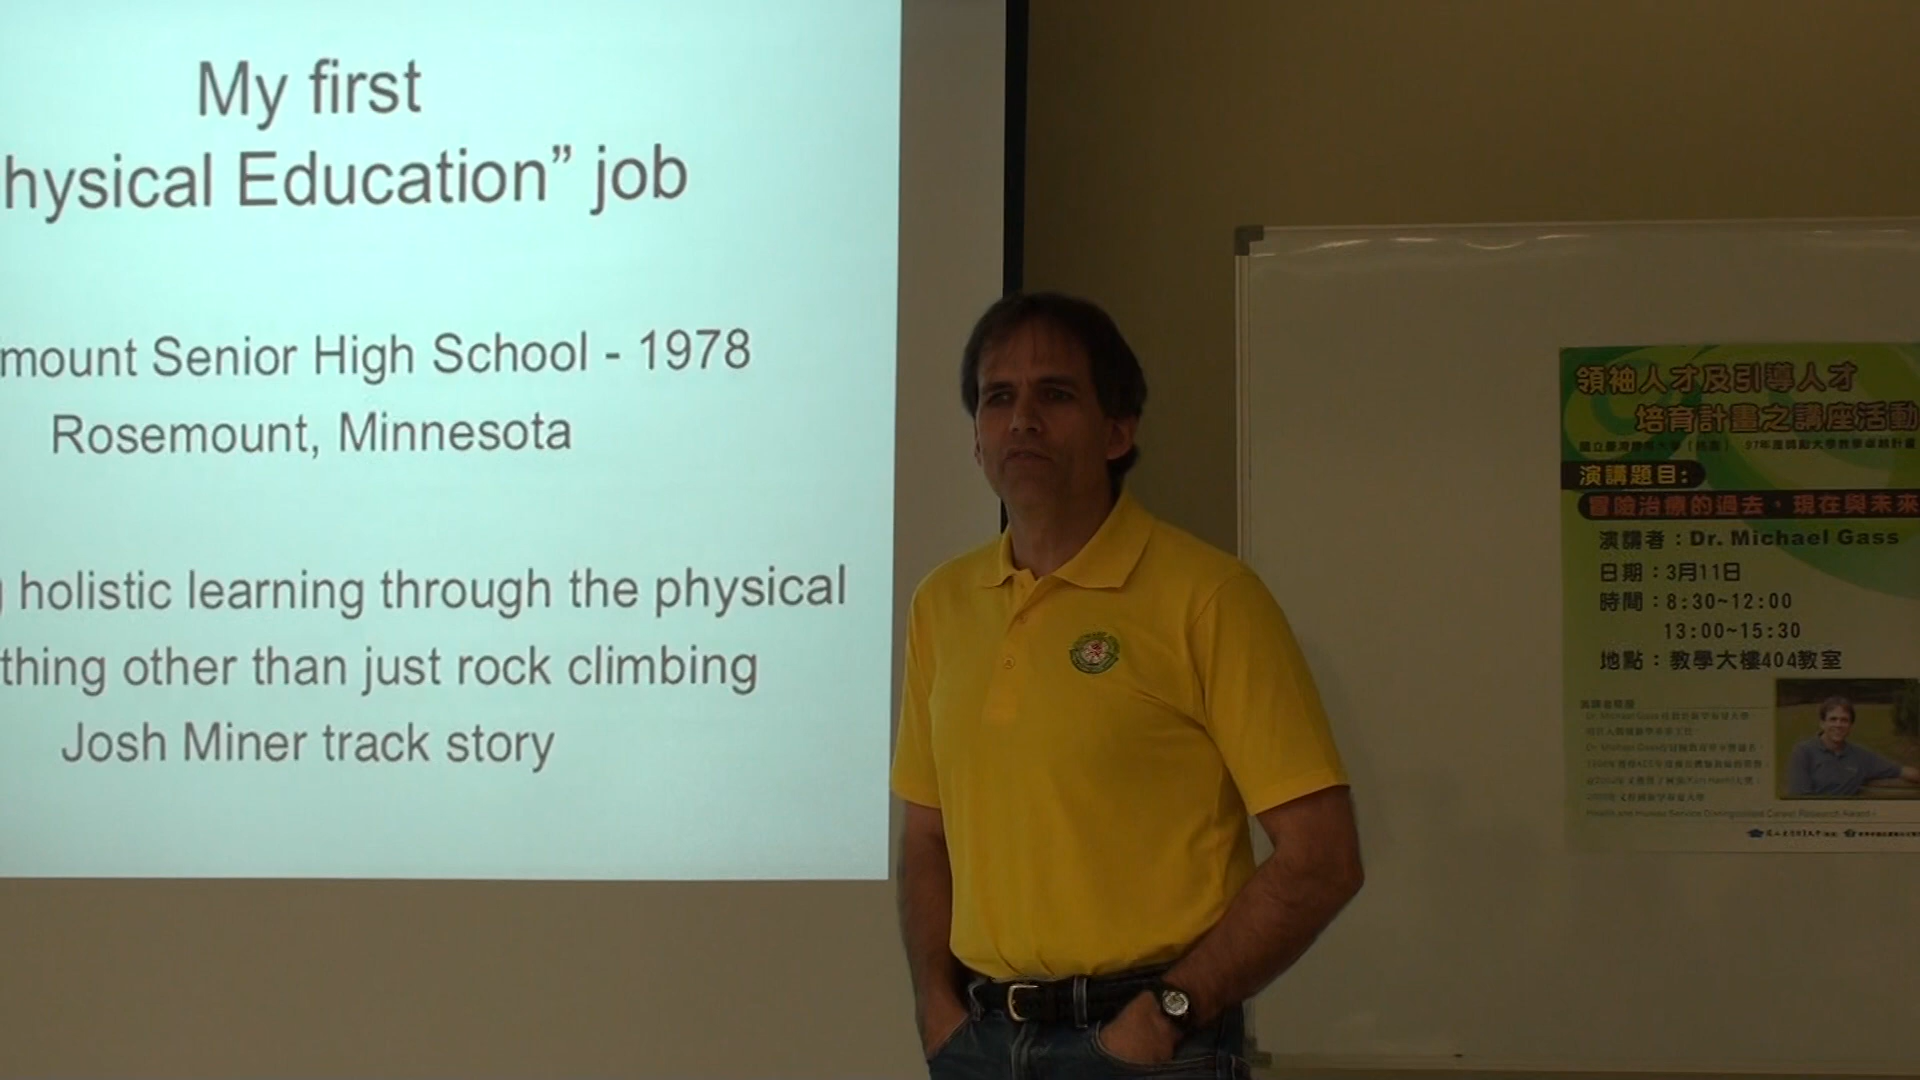 My first
hysical Education” job
mount Senior High School - 1978
Rosemount, Minnesota
holistic learning through the physical
thing other than just rock climbing
Josh Miner track story
領袖人才及引導人才
培育計畫之講座活動
演講題目:
冒險治療的過去，現在與未來
演講者：Dr. Michael Gass
日期：3月11日
時間：8:30~12:00
13:00~15:30
地點：教學大樓404教室